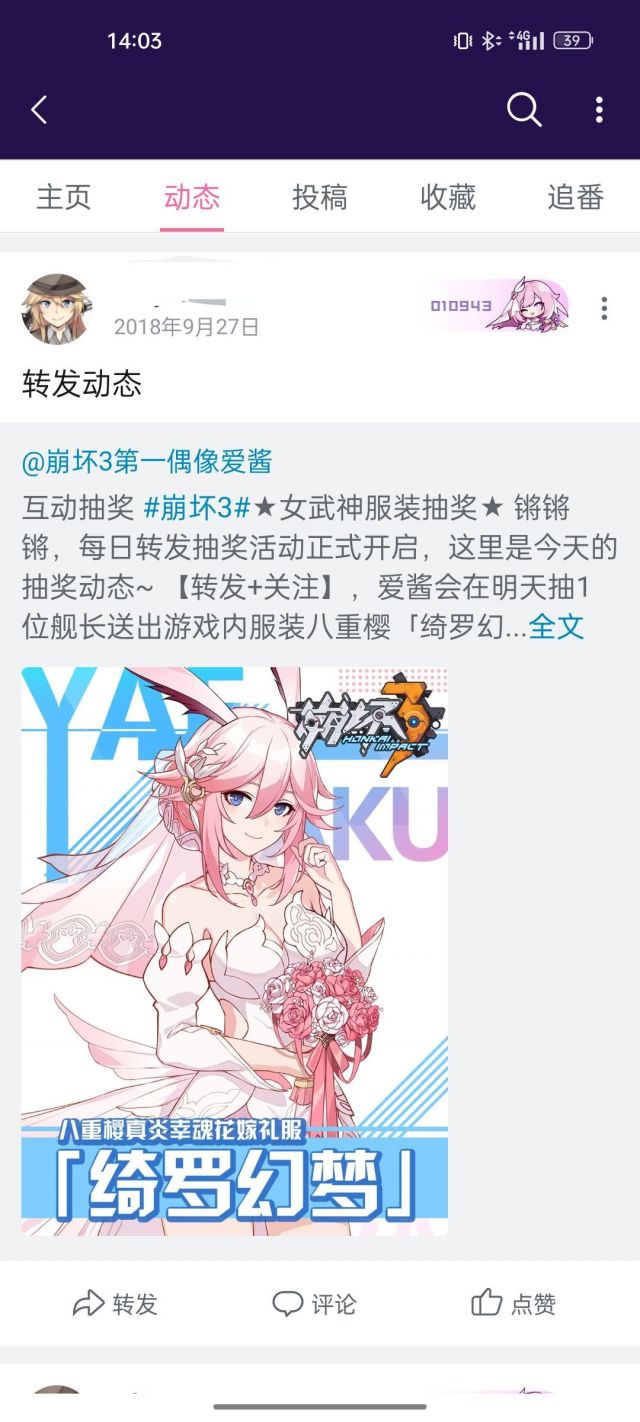 14:03
4G
39
主页 动态 投稿 收藏 追番
2018年9月27日
010943
转发动态
@崩坏3第一偶像爱酱
互动抽奖 #崩坏3#★女武神服装抽奖★ 锵锵
锵，每日转发抽奖活动正式开启，这里是今天的
抽奖动态~ 【转发+关注】，爱酱会在明天抽1
位舰长送出游戏内服装八重樱「绮罗幻...全文
YAE
崩坏3
HONKAI
IMPACT
AKU
八重樱真炎幸魂花嫁礼服
「绮罗幻梦」
转发 评论 点赞